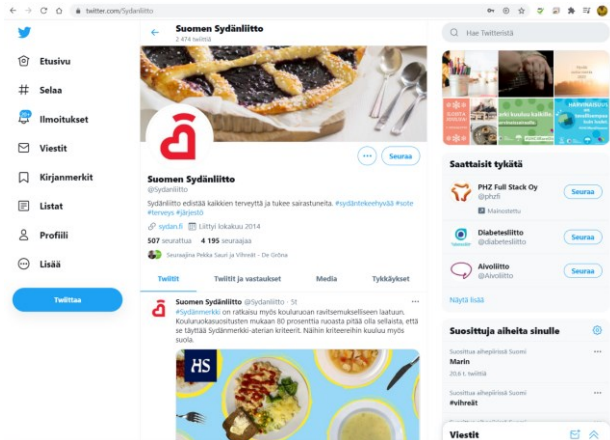 twitter.com/Sydanliitto
Suomen Sydänliitto
2 474 twiittiä
Hae Twitteristä
Etusivu
Selaa
20+
Ilmoitukset
Viestit
Kirjanmerkit
Listat
Profiili
Lisää
Twiittaa
Seuraa
Suomen Sydänliitto
@Sydanliitto
Sydänliitto edistää kaikkien terveyttä ja tukee sairastuneita. #sydäntekeehyvää #sote
#terveys #järjestö
sydan.fi Liittyi lokakuu 2014
507 seurattua 4 195 seuraajaa
Seuraajina Pekka Sauri ja Vihreät - De Gröna
Twiitit Twiitit ja vastaukset Media Tykkäykset
Suomen Sydänliitto @Sydanliitto · 5t
#Sydänmerkki on ratkaisu myös kouluruoan ravitsemukselliseen laatuun.
Kouluruokasuositusten mukaan 80 prosenttia ruoasta pitää olla sellaista, että
se täyttää Sydänmerkki-aterian kriteerit. Näihin kriteereihin kuuluu myös
suola.
HS
Saattaisit tykätä
PHZ Full Stack Oy
@phzfi
Mainostettu
Seuraa
Diabetesliitto
@diabetesliitto
Seuraa
Aivoliitto
@Aivoliitto
Seuraa
Näytä lisää
Suosittuja aiheita sinulle
Suosittua aihepiirissä Suomi
Marin
20,6 t. twiittiä
Suosittua aihepiirissä Suomi
#vihreät
Viestit